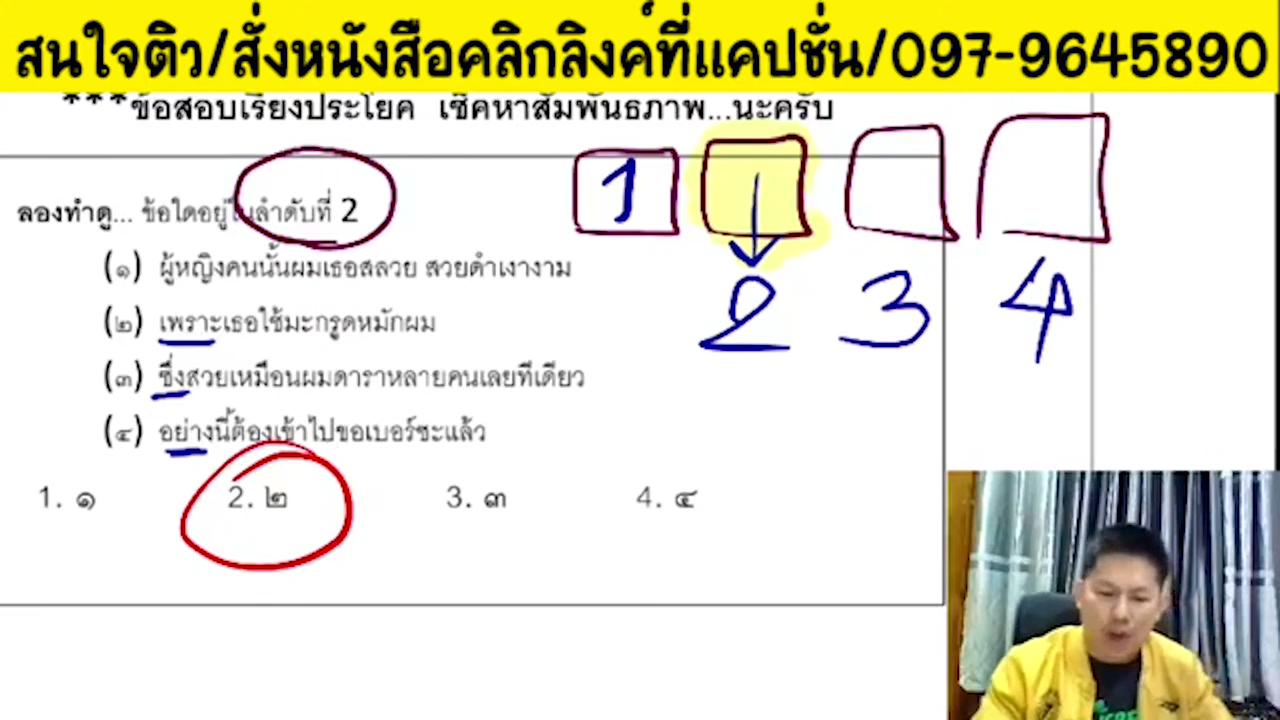 สนใจติว/สั่งหนังสือคลิกลิงค์ที่แคปชั่น/097-9645890
***ข้อสอบเรียงประโยค เช็คหาสัมพันธภาพ...นะครับ
ลองทำดู... ข้อใดอยู่ในลำดับที่ 2
1
(๑) ผู้หญิงคนนั้นผมเธอสลวย สวยดำเงางาม
(๒) เพราะเธอใช้มะกรูดหมักผม
2 3 4
(๓) ซึ่งสวยเหมือนผมดาราหลายคนเลยทีเดียว
(๔) อย่างนี้ต้องเข้าไปขอเบอร์ซะแล้ว
1. ๑ 2. ๒ 3. ๓ 4. ๔